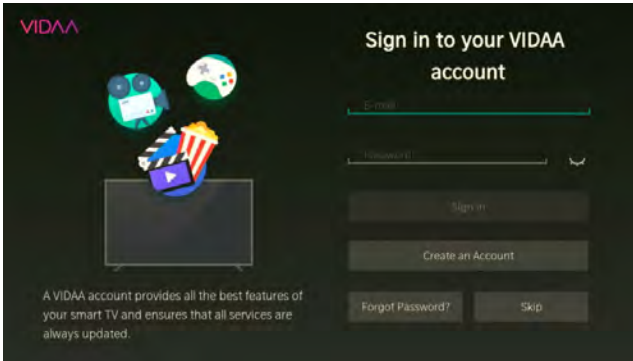 VIDAA
Sign in to your VIDAA
account
E-mail
Password
Sign in
Create an Account
Forgot Password?
Skip
A VIDAA account provides all the best features of
your smart TV and ensures that all services are
always updated.